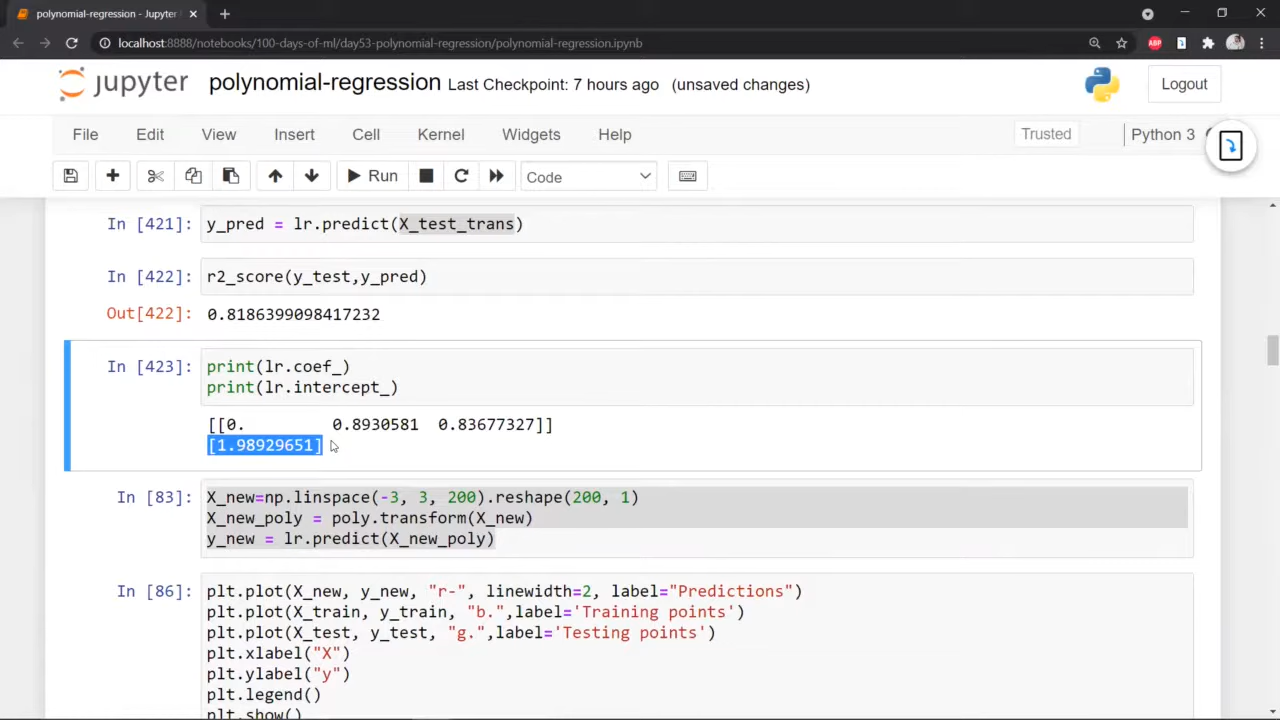 polynomial-regression - Jupyter
localhost:8888/notebooks/100-days-of-ml/day53-polynomial-regression/polynomial-regression.ipynb
ABP
jupyter polynomial-regression Last Checkpoint: 7 hours ago (unsaved changes)
Logout
File Edit View Insert Cell Kernel Widgets Help
Trusted
Python 3
Run
Code
In [421]: y_pred = lr.predict(X_test_trans)
In [422]: r2_score(y_test,y_pred)
Out[422]: 0.8186399098417232
In [423]: print(lr.coef_)
print(lr.intercept_)
[[0. 0.8930581 0.83677327]]
[1.98929651]
In [83]: X_new=np.linspace(-3, 3, 200).reshape(200, 1)
X_new_poly = poly.transform(X_new)
y_new = lr.predict(X_new_poly)
In [86]: plt.plot(X_new, y_new, "r-", linewidth=2, label="Predictions")
plt.plot(X_train, y_train, "b.",label='Training points')
plt.plot(X_test, y_test, "g.",label='Testing points')
plt.xlabel("X")
plt.ylabel("y")
plt.legend()
plt.show()